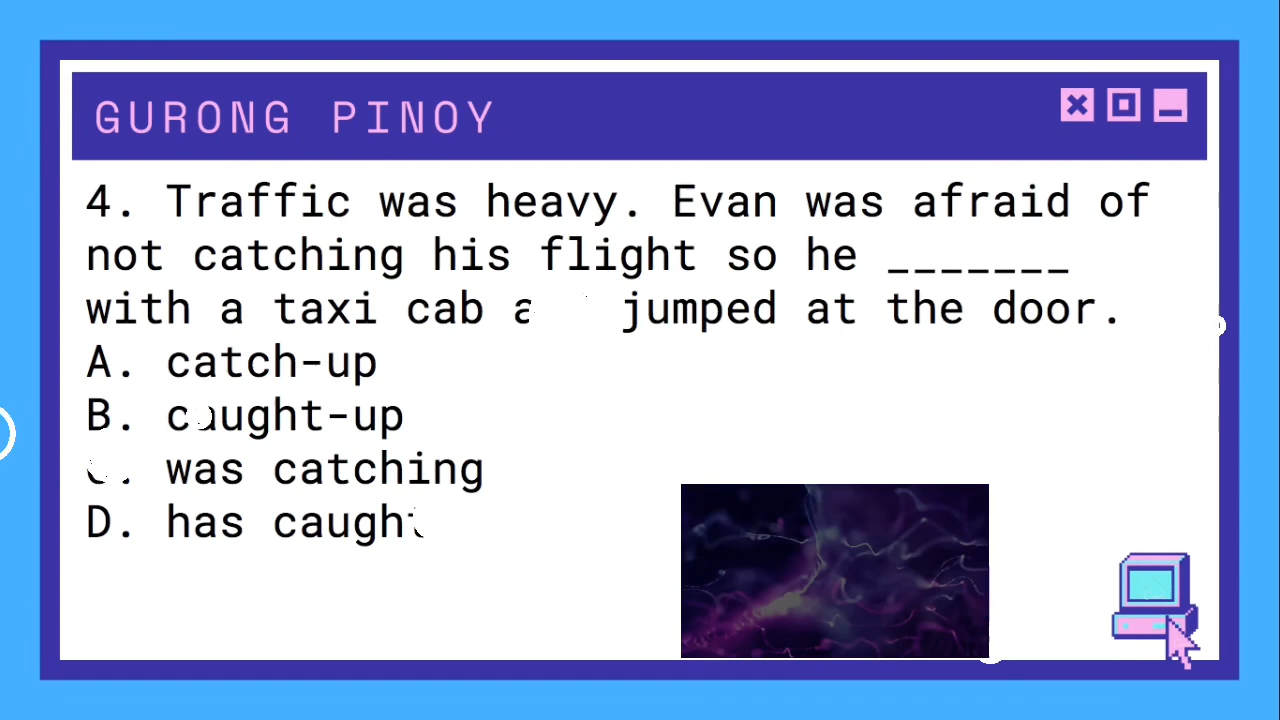 GURONG PINOY
4. Traffic was heavy. Evan was afraid of
not catching his flight so he _______
with a taxi cab jumped at the door.
A. catch-up
B. caught-up
was catching
D. has caught